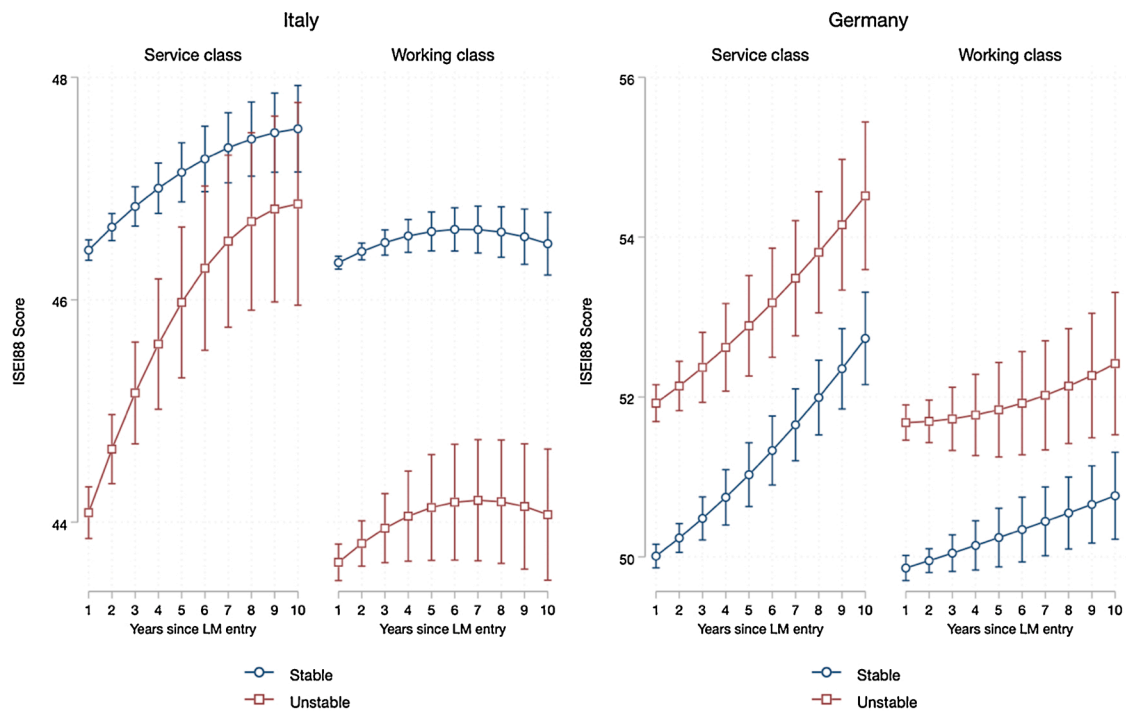 Italy
Germany
Service class
Working class
Service class
Working class
48
46
44
ISEI88 Score
56
54
52
50
ISEI88 Score
1 2 3 4 5 6 7 8 9 10
1 2 3 4 5 6 7 8 9 10
1 2 3 4 5 6 7 8 9 10
1 2 3 4 5 6 7 8 9 10
Years since LM entry
Years since LM entry
Years since LM entry
Years since LM entry
Stable
Unstable
Stable
Unstable